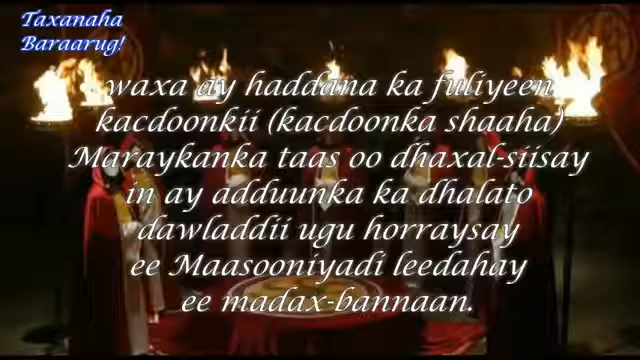 Taxanaha
Baraarug!
waxa ay haddana ka fuliyeen
kacdoonkii (kacdoonka shaaha)
Maraykanka taas oo dhaxal-siisay
in ay adduunka ka dhalato
dawladdii ugu horraysay
ee Maasooniyadi leedahay
ee madax-bannaan.